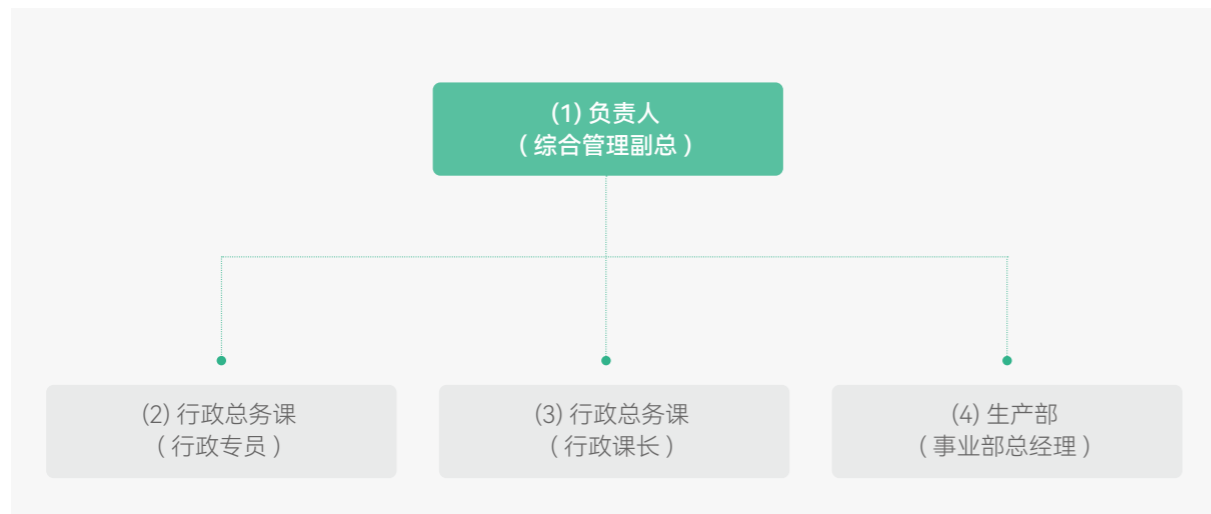 (1) 负责人
( 综合管理副总 )
(2) 行政总务课
( 行政专员 )
(3) 行政总务课
( 行政课长 )
(4) 生产部
( 事业部总经理 )